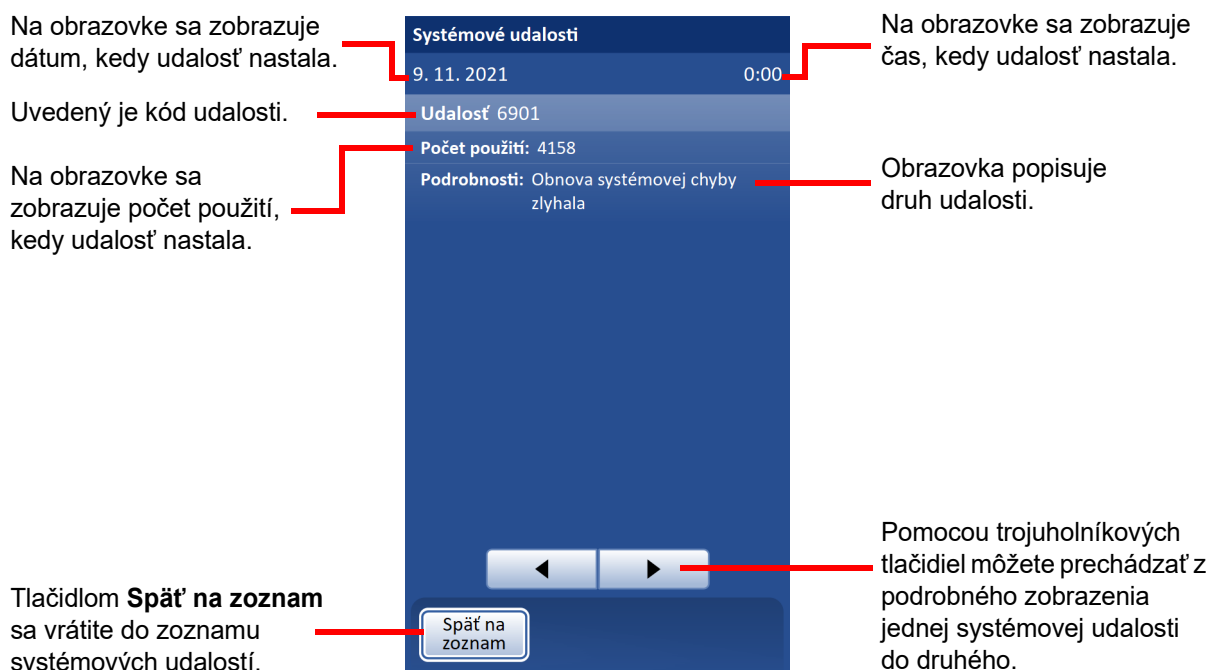 Na obrazovke sa zobrazuje
dátum, kedy udalosť nastala.
Uvedený je kód udalosti.
Na obrazovke sa
zobrazuje počet použití,
kedy udalosť nastala.
Tlačidlom Späť na zoznam
sa vrátite do zoznamu
systémových udalostí.
Systémové udalosti
9. 11. 2021 0:00
Udalosť 6901
Počet použití: 4158
Podrobnosti: Obnova systémovej chyby
zlyhala
Späť na
zoznam
Na obrazovke sa zobrazuje
čas, kedy udalosť nastala.
Obrazovka popisuje
druh udalosti.
Pomocou trojuholníkových
tlačidiel môžete prechádzať z
podrobného zobrazenia
jednej systémovej udalosti
do druhého.